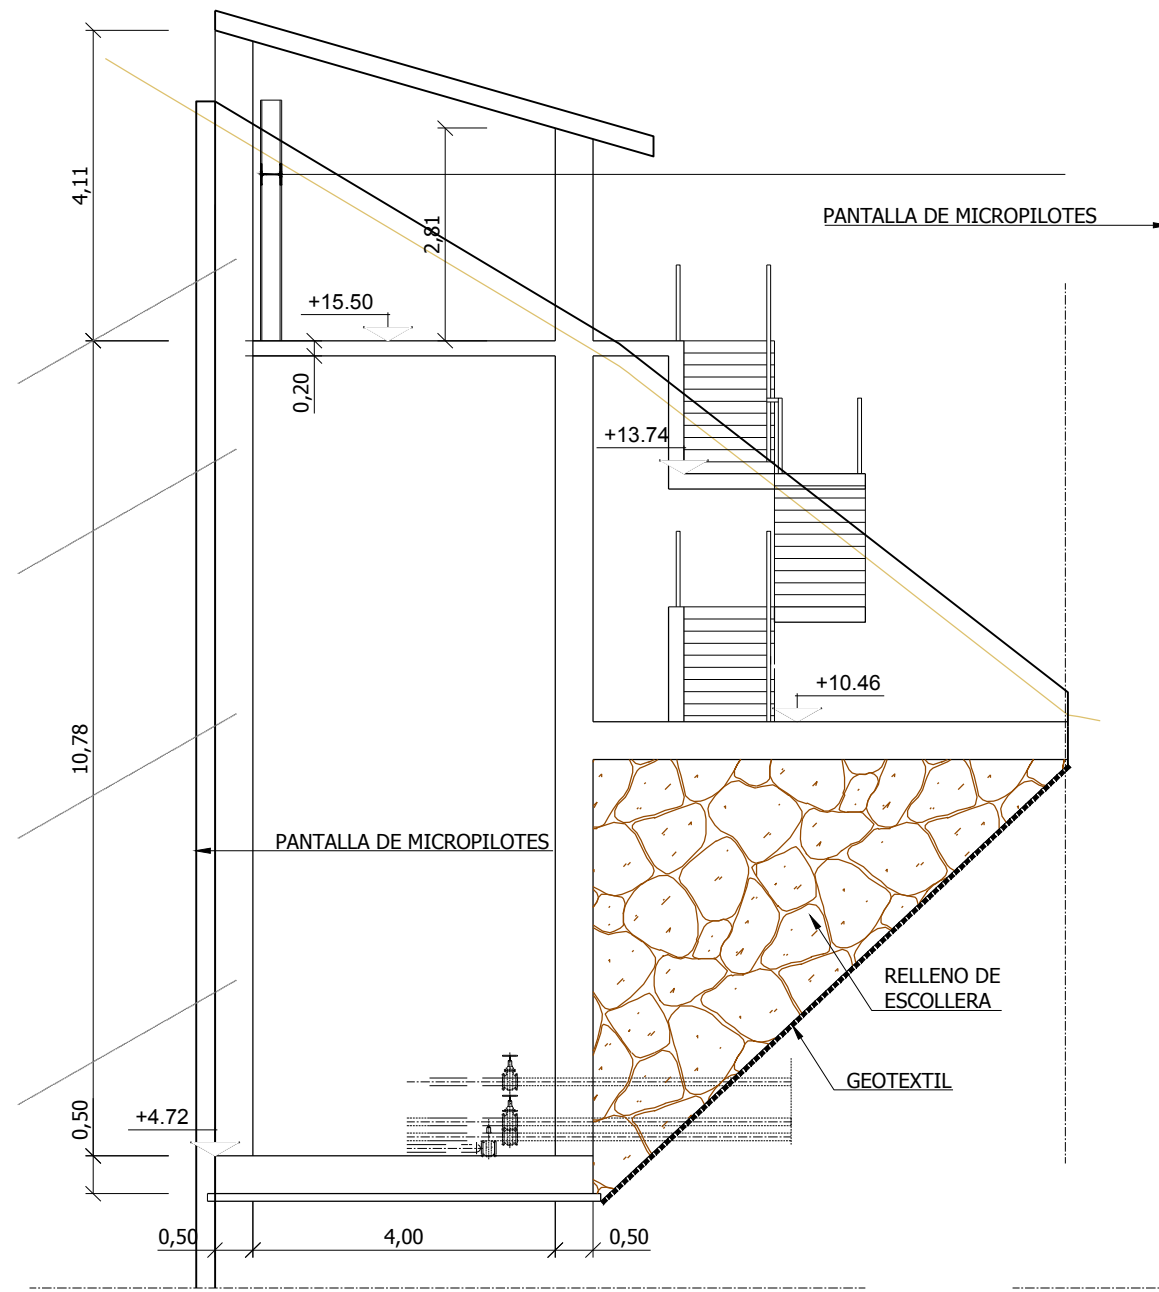 4,11
PANTALLA DE MICROPILOTES
2,81
+15.50
0,20
+13.74
+10.46
10,78
PANTALLA DE MICROPILOTES
RELLENO DE
ESCOLLERA
GEOTEXTIL
0,50
+4.72
0,50
4,00
0,50